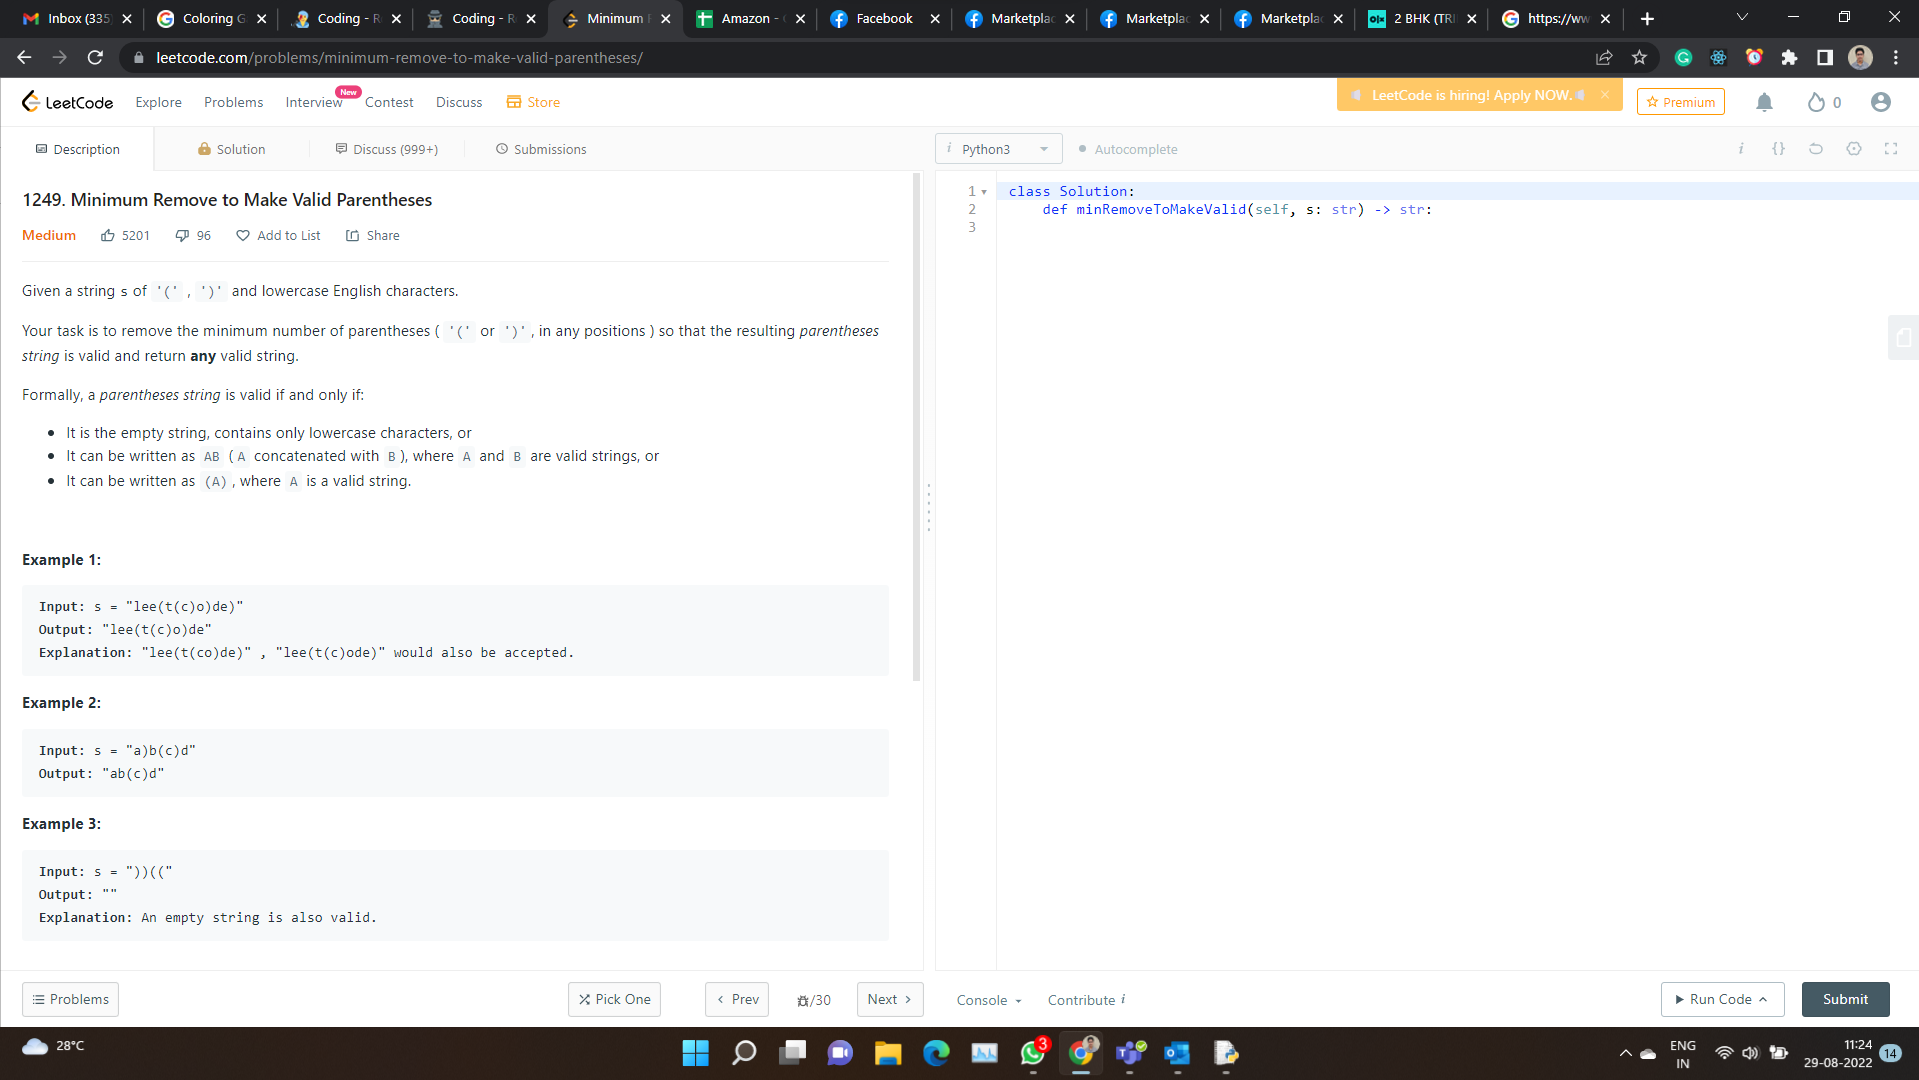 Inbox (335
Coloring G
Coding - R
Coding - R
Minimum
Amazon -
Facebook
Marketplac
Marketplac
Marketplac
2 BHK (TRI
https://ww
leetcode.com/problems/minimum-remove-to-make-valid-parentheses/
LeetCode
Explore
Problems
Interview
New
Contest
Discuss
Store
LeetCode is hiring! Apply NOW.
Premium
0
Description
Solution
Discuss (999+)
Submissions
i Python3
Autocomplete
i {}
1249. Minimum Remove to Make Valid Parentheses
Medium 5201 96 Add to List Share
Given a string s of '(' , ')' and lowercase English characters.
Your task is to remove the minimum number of parentheses ( '(' or ')' , in any positions ) so that the resulting parentheses
string is valid and return any valid string.
Formally, a parentheses string is valid if and only if:
• It is the empty string, contains only lowercase characters, or
• It can be written as AB (A concatenated with B ), where A and B are valid strings, or
• It can be written as (A) , where A is a valid string.
Example 1:
Input: s = "lee(t(c)o)de)"
Output: "lee(t(c)o)de"
Explanation: "lee(t(co)de)" , "lee(t(c)ode)" would also be accepted.
Example 2:
Input: s = "a)b(c)d"
Output: "ab(c)d"
Example 3:
Input: s = "))(("
Output: ""
Explanation: An empty string is also valid.
1 class Solution:
2 def minRemoveToMakeValid(self, s: str) -> str:
3
Problems
Pick One
Prev
/30
Next
Console
Contribute i
Run Code
Submit
28°C
3
ENG
IN
11:24
29-08-2022
14